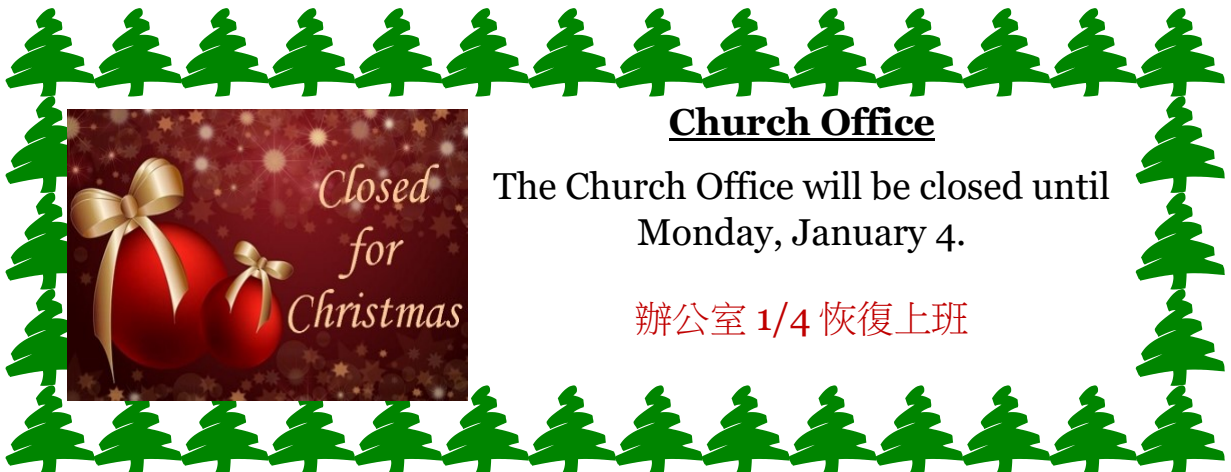 Closed
for
Christmas
Church Office
The Church Office will be closed until
Monday, January 4.
辦公室 1/4 恢復上班